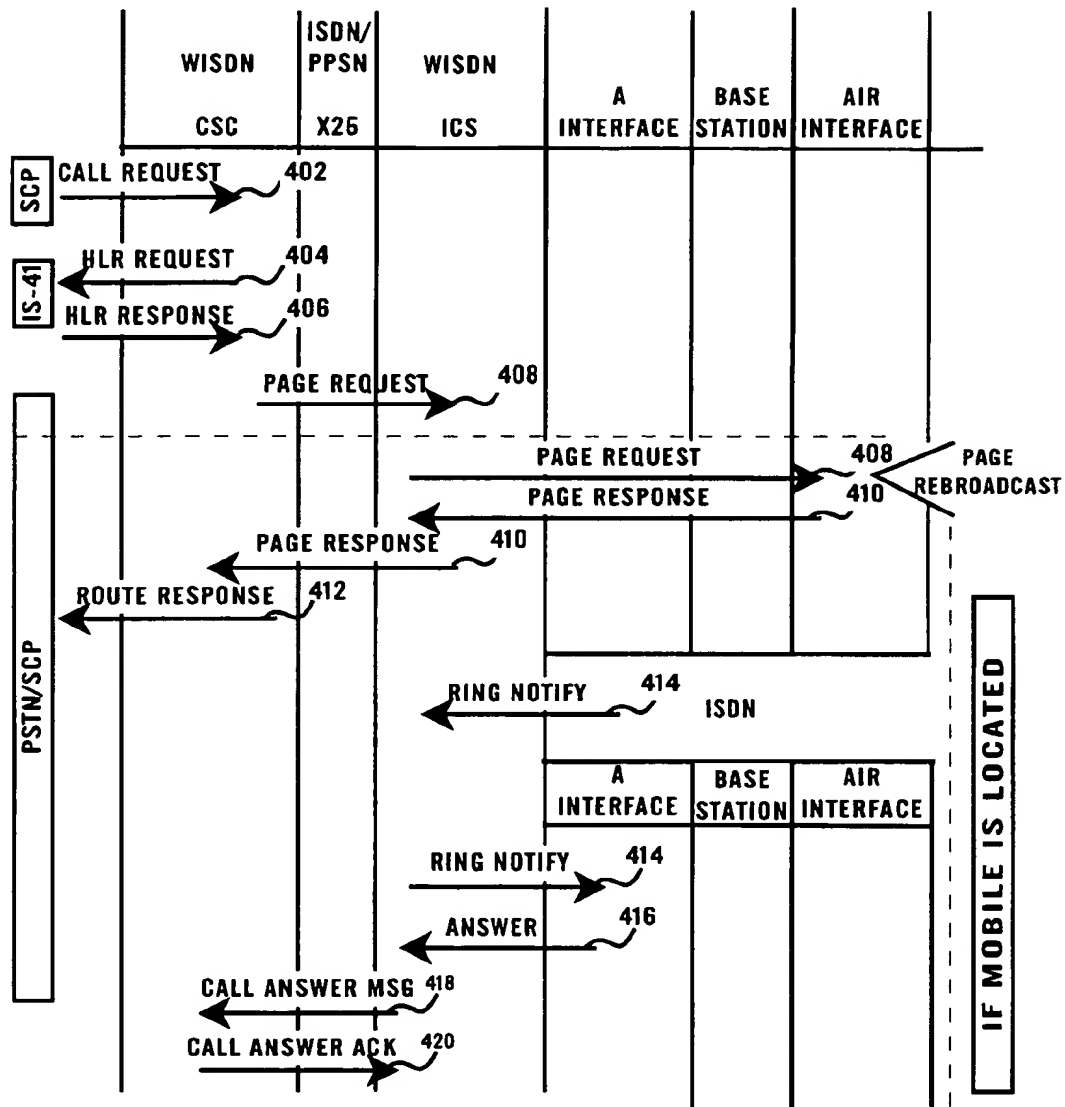 ISDN/
PPSN
WISDN
WISDN
A
INTERFACE
BASE
STATION
AIR
INTERFACE
CSC
X25
ICS
SCP
CALL REQUEST
402
IS-41
HLR REQUEST
404
HLR RESPONSE
406
PAGE REQUEST
408
PAGE REQUEST
408
PAGE
REBROADCAST
PAGE RESPONSE
410
PAGE RESPONSE
410
ROUTE RESPONSE
412
PSTN/SCP
RING NOTIFY
414
ISDN
IF MOBILE IS LOCATED
A
INTERFACE
BASE
STATION
AIR
INTERFACE
RING NOTIFY
414
ANSWER
416
CALL ANSWER MSG
418
CALL ANSWER ACK
420